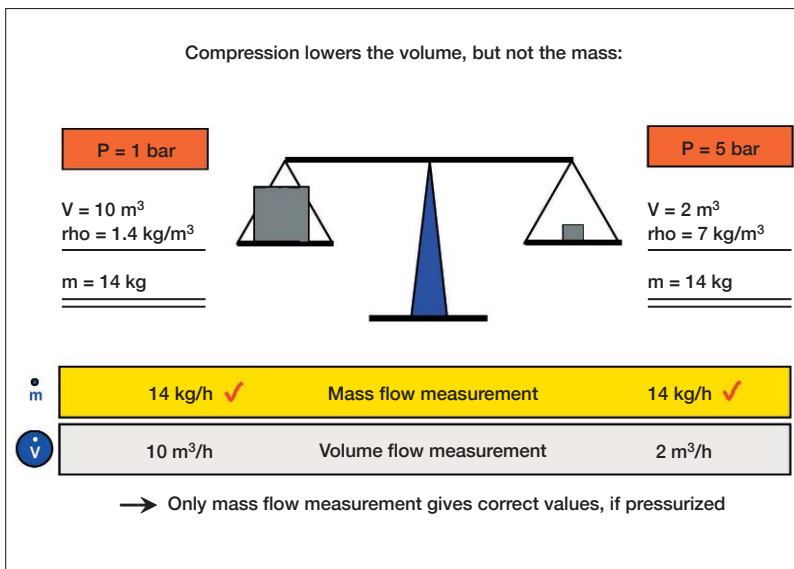 Compression lowers the volume, but not the mass:
P = 1 bar
P = 5 bar
V = 10 m³
rho = 1.4 kg/m³
m = 14 kg
V = 2 m³
rho = 7 kg/m³
m = 14 kg
ṁ 14 kg/h ✓ Mass flow measurement 14 kg/h ✓
V̇ 10 m³/h Volume flow measurement 2 m³/h
→ Only mass flow measurement gives correct values, if pressurized